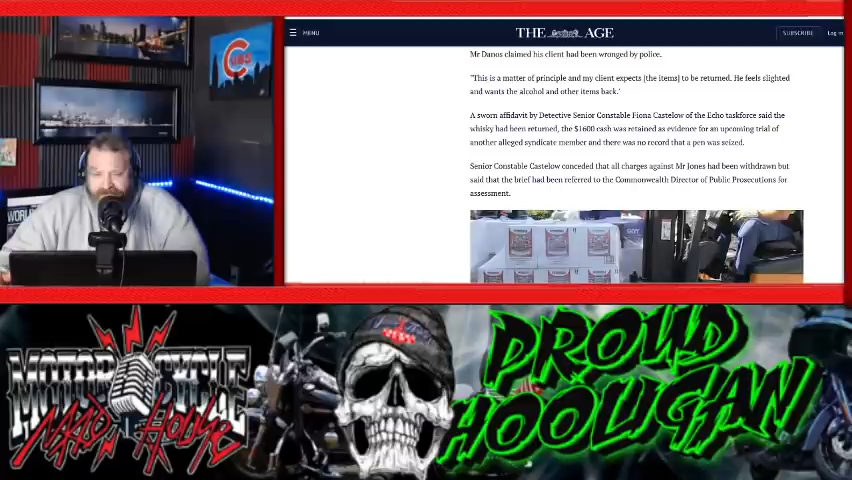 MENU
THE AGE
SUBSCRIBE
Log in
Mr Danos claimed his client had been wronged by police.
"This is a matter of principle and my client expects [the items] to be returned. He feels slighted
and wants the alcohol and other items back.'
A sworn affidavit by Detective Senior Constable Fiona Castelow of the Echo taskforce said the
whisky had been returned, the $1600 cash was retained as evidence for an upcoming trial of
another alleged syndicate member and there was no record that a pen was seized.
Senior Constable Castelow conceded that all charges against Mr Jones had been withdrawn but
said that the brief had been referred to the Commonwealth Director of Public Prosecutions for
assessment.
WORLD
MOTORCYCLE
MAD HOUSE
PROUD
HOOLIGAN